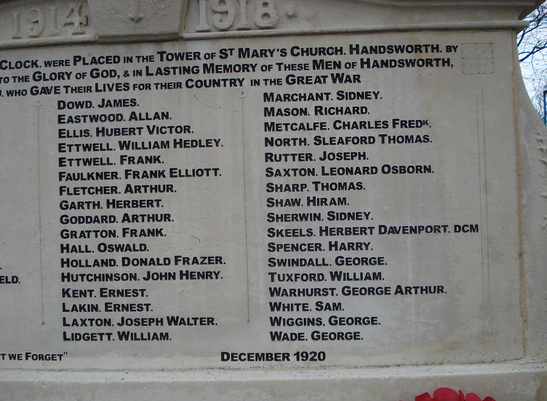 1914 1918
CLOCK. WERE PLACED IN THE TOWER OF ST MARY'S CHURCH. HANDSWORTH. BY
TO THE GLORY OF GOD, & IN LASTING MEMORY OF THESE MEN OF HANDSWORTH,
WHO GAVE THEIR LIVES FOR THEIR COUNTRY IN THE GREAT WAR
DOWD. JAMES.
EASTWOOD. ALLAN.
ELLIS. HUBERT VICTOR.
ETTWELL. WILLIAM HEDLEY.
ETTWELL. FRANK.
FAULKNER. FRANK ELLIOTT.
FLETCHER. ARTHUR.
GARTH. HERBERT.
GODDARD. ARTHUR.
GRATTON. FRANK.
HALL. OSWALD.
HOLLAND. DONALD FRAZER.
HUTCHINSON. JOHN HENRY.
KENT. ERNEST.
LAKIN. ERNEST.
LAXTON. JOSEPH WALTER.
LIDGETT. WILLIAM.
MARCHANT. SIDNEY.
MASON. RICHARD.
METCALFE. CHARLES FREDK.
NORTH. SLEAFORD THOMAS.
RUTTER. JOSEPH.
SAXTON. LEONARD OSBORN.
SHARP. THOMAS.
SHAW. HIRAM.
SHERWIN. SIDNEY.
SKEELS. HERBERT DAVENPORT. DCM
SPENCER. HARRY.
SWINDALL. GEORGE.
TUXFORD. WILLIAM.
WARHURST. GEORGE ARTHUR.
WHITE. SAM.
WIGGINS. GEORGE.
WADE. GEORGE.
WE FORGET"
DECEMBER 1920